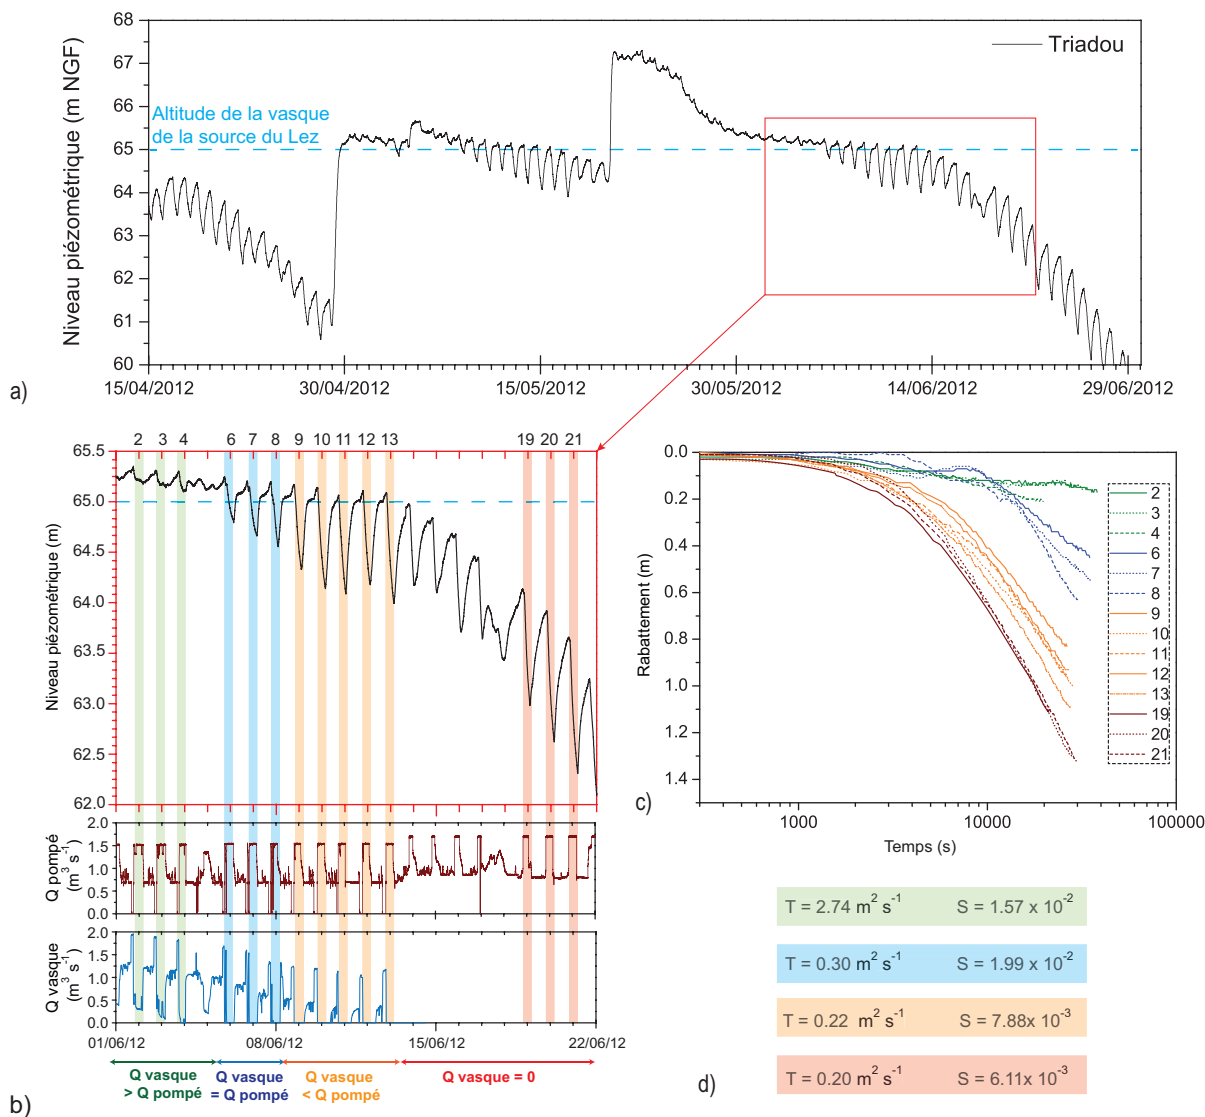 68
67
66
65
64
63
62
61
60
Niveau piézométrique (m NGF)
Triadou
Altitude de la vasque
de la source du Lez
15/04/2012 30/04/2012 15/05/2012 30/05/2012 14/06/2012 29/06/2012
a)
2 3 4 6 7 8 9 10 11 12 13 19 20 21
65.5
65.0
64.5
64.0
63.5
63.0
62.5
62.0
Niveau piézométrique (m)
2.0
1.5
1.0
0.5
0.0
Q pompé
(m³ s⁻¹)
2.0
1.5
1.0
0.5
0.0
Q vasque
(m³ s⁻¹)
01/06/12 08/06/12 15/06/12 22/06/12
Q vasque
> Q pompé
Q vasque
= Q pompé
Q vasque
< Q pompé
Q vasque = 0
b)
0.0
0.2
0.4
0.6
0.8
1.0
1.2
1.4
Rabattement (m)
2
3
4
6
7
8
9
10
11
12
13
19
20
21
c)
1000 10000 100000
Temps (s)
T = 2.74 m² s⁻¹ S = 1.57 x 10⁻²
T = 0.30 m² s⁻¹ S = 1.99 x 10⁻²
T = 0.22 m² s⁻¹ S = 7.88x 10⁻³
T = 0.20 m² s⁻¹ S = 6.11x 10⁻³
d)